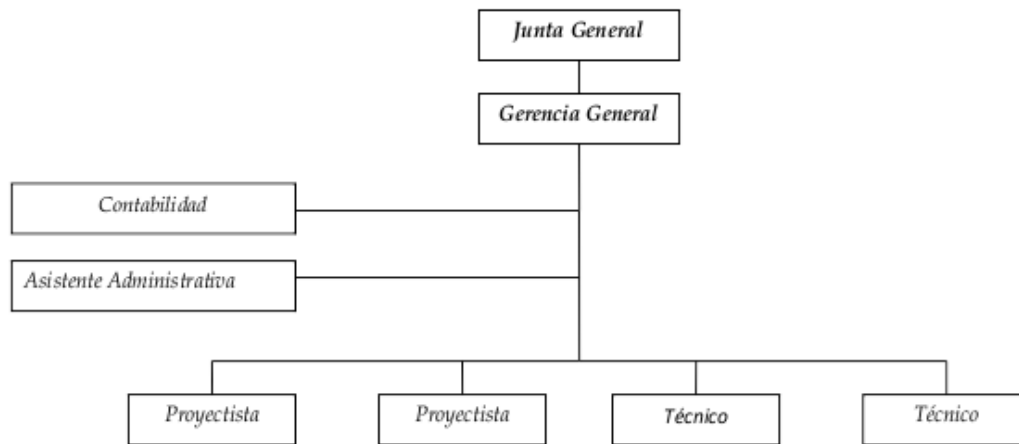 Junta General
Gerencia General
Contabilidad
Asistente Administrativa
Proyectista
Proyectista
Técnico
Técnico